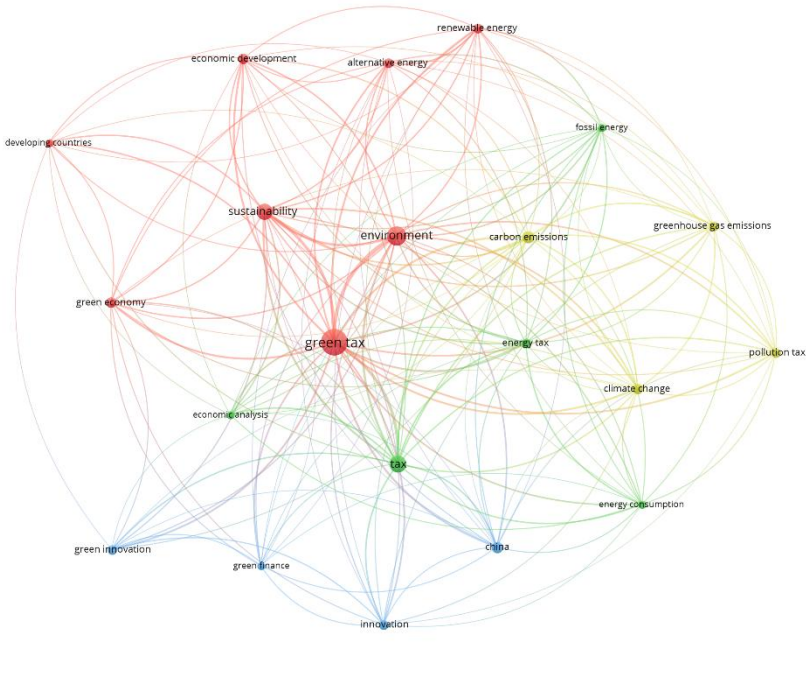 renewable energy
economic development
alternative energy
fossil energy
developing countries
sustainability
environment
carbon emissions
greenhouse gas emissions
green economy
green tax
energy tax
pollution tax
climate change
economic analysis
tax
energy consumption
green innovation
china
green finance
innovation